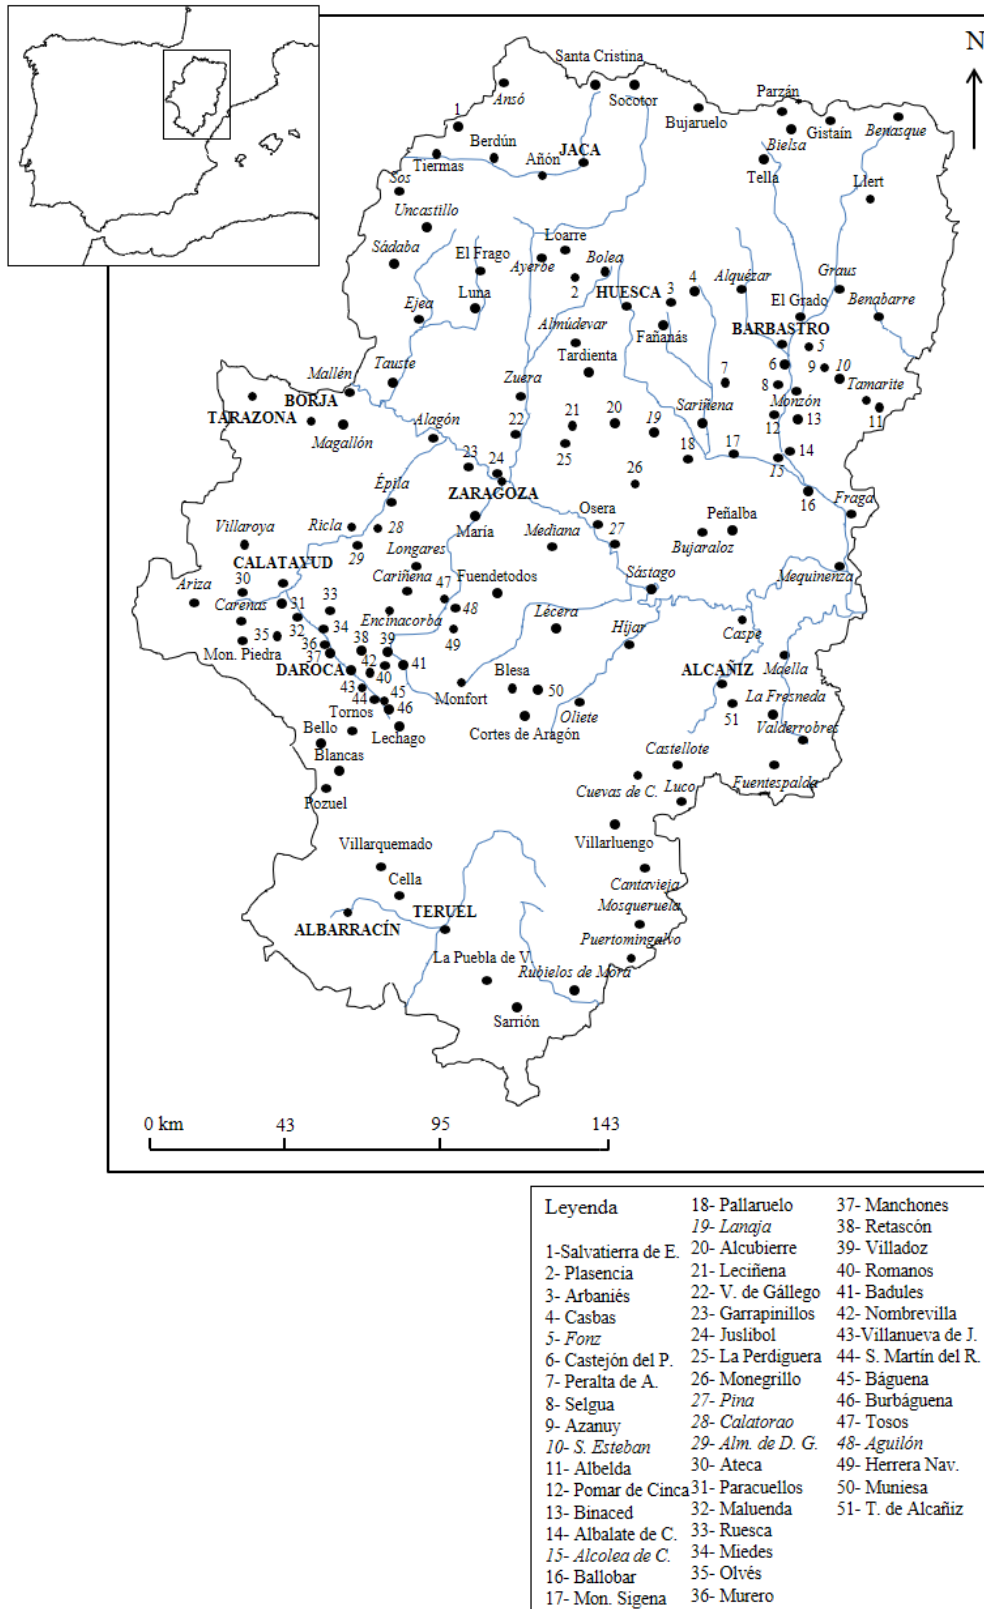 N
Santa Cristina
Ansó
Socotor
Parzán
Bujaruelo
Gistaín
Benasque
1
Berdún
JACA
Bielsa
Tiermas
Añón
Tella
Sos
Llert
Uncastillo
Sádaba
El Frago
Loarre
Ayerbe
Bolea
2
HUESCA
3
4
Alquézar
Graus
Ejea
Luna
El Grado
Benabarre
Almúdevar
Fañanás
BARBASTRO
Tardienta
5
6
9
10
Mallén
Tauste
Zuera
7
8
Monzón
Tamarite
BORJA
TARAZONA
Magallón
Alagón
22
21
20
19
Sariñena
12
13
11
25
23
24
18
17
14
15
26
16
ZARAGOZA
Épila
Osera
Peñalba
Fraga
Villaroya
Ricla
28
María
Mediana
27
Bujaraloz
29
Longares
CALATAYUD
Cariñena
Fuendetodos
Sástago
Mequinenza
30
Ariza
Careñas
31
33
47
48
Encinacorba
Lécera
Híjar
Caspe
35
32
34
49
Mon. Piedra
36
38
39
37
42
41
DAROCA
40
Blesa
ALCAÑIZ
Maella
43
Monfort
50
La Fresneda
44
45
46
Oliete
51
Tornos
Cortes de Aragón
Valderrobres
Bello
Lechago
Blancas
Castellote
Pozuel
Cuevas de C.
Luco
Fuentespalda
Villarluengo
Villarquemado
Cella
Cantavieja
Mosqueruela
ALBARRACÍN
TERUEL
Puertomingalvo
La Puebla de V.
Rubielos de Mora
Sarrión
0 km
43
95
143
Leyenda
1-Salvatierra de E.
2- Plasencia
3- Arbaniés
4- Casbas
5- Fonz
6- Castejón del P.
7- Peralta de A.
8- Selgua
9- Azanuy
10- S. Esteban
11- Albelda
12- Pomar de Cinca
13- Binaced
14- Albalate de C.
15- Alcolea de C.
16- Ballobar
17- Mon. Sigena
18- Pallaruelo
19- Lanaja
20- Alcubierre
21- Leciñena
22- V. de Gállego
23- Garrapinillos
24- Juslibol
25- La Perdiguera
26- Monegrillo
27- Pina
28- Calatorao
29- Alm. de D. G.
30- Ateca
31- Paracuellos
32- Maluenda
33- Ruesca
34- Miedes
35- Olvés
36- Murero
37- Manchones
38- Retascón
39- Villadoz
40- Romanos
41- Badules
42- Nombrevilla
43-Villanueva de J.
44- S. Martín del R.
45- Báguena
46- Burbáguena
47- Tosos
48- Aguilón
49- Herrera Nav.
50- Muniesa
51- T. de Alcañiz